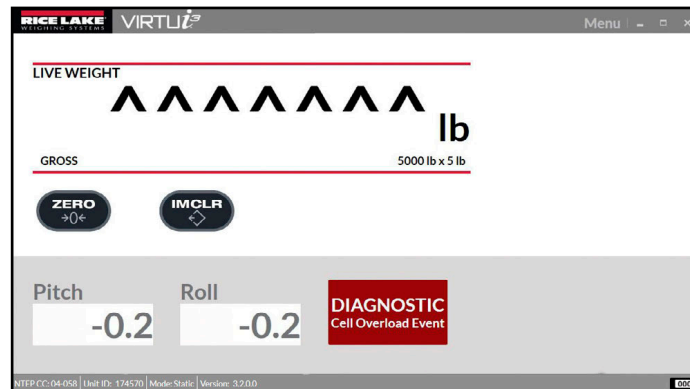 RICE LAKE VIRTUi³ Menu
WEIGHING SYSTEMS
LIVE WEIGHT
^^^^^^^
lb
GROSS 5000 lb x 5 lb
ZERO IMCLR
→0←
Pitch Roll
-0.2 -0.2
DIAGNOSTIC
Cell Overload Event
NTEP CC: 04-058 | Unit ID: 174570 | Mode: Static | Version: 3.2.0.0